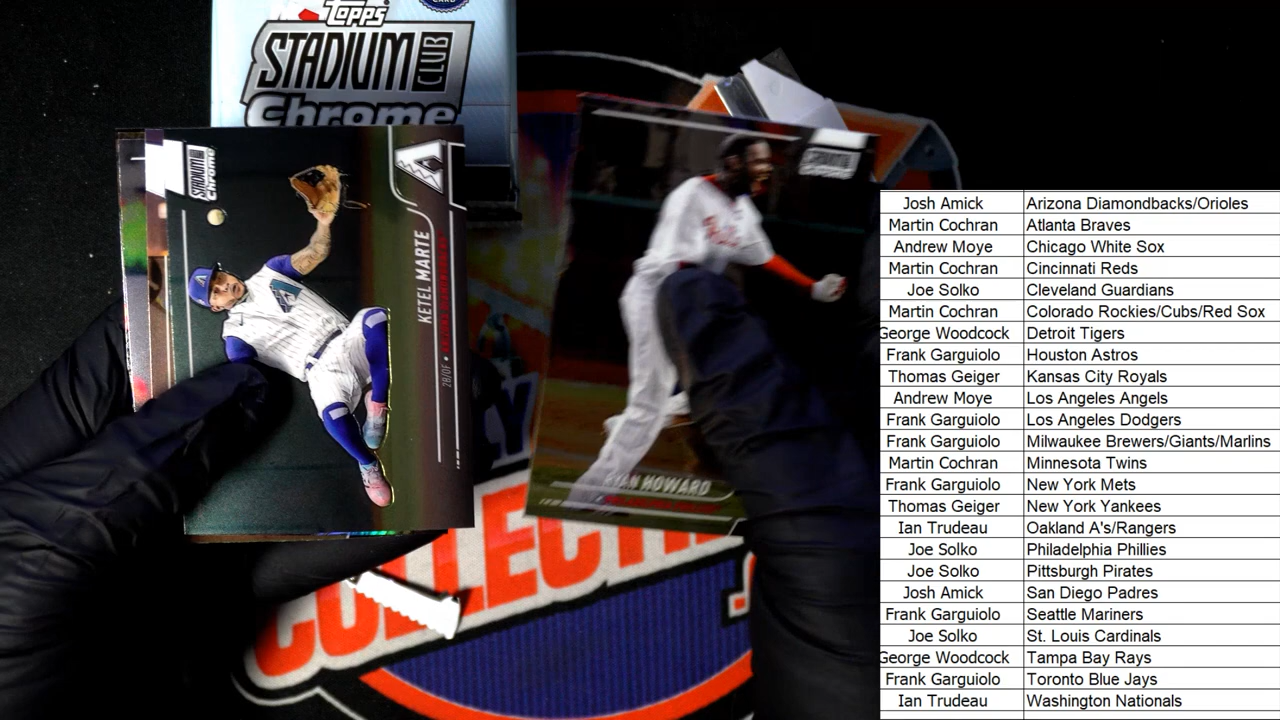 Topps
STADIUM CLUB
Chrome
STADIUM CLUB
Chrome
A
KETEL MARTE
2B/OF
STADIUM
HOWARD
COLLECTI
Josh Amick Arizona Diamondbacks/Orioles
Martin Cochran Atlanta Braves
Andrew Moye Chicago White Sox
Martin Cochran Cincinnati Reds
Joe Solko Cleveland Guardians
Martin Cochran Colorado Rockies/Cubs/Red Sox
George Woodcock Detroit Tigers
Frank Garguiolo Houston Astros
Thomas Geiger Kansas City Royals
Andrew Moye Los Angeles Angels
Frank Garguiolo Los Angeles Dodgers
Frank Garguiolo Milwaukee Brewers/Giants/Marlins
Martin Cochran Minnesota Twins
Frank Garguiolo New York Mets
Thomas Geiger New York Yankees
Ian Trudeau Oakland A's/Rangers
Joe Solko Philadelphia Phillies
Joe Solko Pittsburgh Pirates
Josh Amick San Diego Padres
Frank Garguiolo Seattle Mariners
Joe Solko St. Louis Cardinals
George Woodcock Tampa Bay Rays
Frank Garguiolo Toronto Blue Jays
Ian Trudeau Washington Nationals